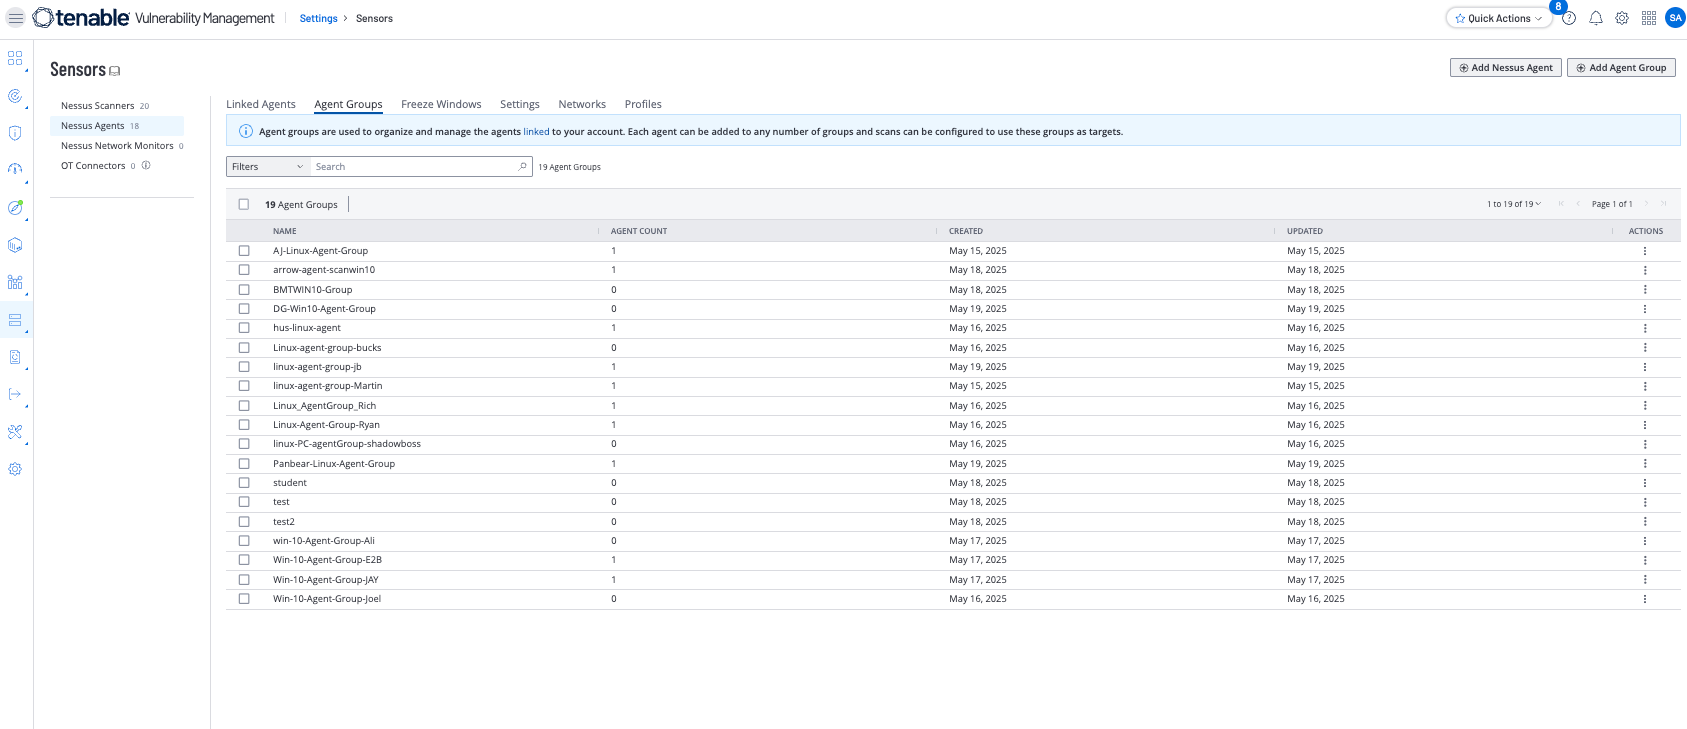 tenable Vulnerability Management Settings > Sensors Quick Actions 8 ? SA
Sensors Add Nessus Agent Add Agent Group
Nessus Scanners 20
Nessus Agents 18
Nessus Network Monitors 0
OT Connectors 0
Linked Agents Agent Groups Freeze Windows Settings Networks Profiles
Agent groups are used to organize and manage the agents linked to your account. Each agent can be added to any number of groups and scans can be configured to use these groups as targets.
Filters Search 19 Agent Groups
19 Agent Groups 1 to 19 of 19 Page 1 of 1
NAME AGENT COUNT CREATED UPDATED ACTIONS
AJ-Linux-Agent-Group 1 May 15, 2025 May 15, 2025
arrow-agent-scanwin10 1 May 18, 2025 May 18, 2025
BMTWIN10-Group 0 May 18, 2025 May 18, 2025
DG-Win10-Agent-Group 0 May 19, 2025 May 19, 2025
hus-linux-agent 1 May 16, 2025 May 16, 2025
Linux-agent-group-bucks 0 May 16, 2025 May 16, 2025
linux-agent-group-jb 1 May 19, 2025 May 19, 2025
linux-agent-group-Martin 1 May 15, 2025 May 15, 2025
Linux_AgentGroup_Rich 1 May 16, 2025 May 16, 2025
Linux-Agent-Group-Ryan 1 May 16, 2025 May 16, 2025
linux-PC-agentGroup-shadowboss 0 May 16, 2025 May 16, 2025
Panbear-Linux-Agent-Group 1 May 19, 2025 May 19, 2025
student 0 May 18, 2025 May 18, 2025
test 0 May 18, 2025 May 18, 2025
test2 0 May 18, 2025 May 18, 2025
win-10-Agent-Group-Ali 0 May 17, 2025 May 17, 2025
Win-10-Agent-Group-E2B 1 May 17, 2025 May 17, 2025
Win-10-Agent-Group-JAY 1 May 17, 2025 May 17, 2025
Win-10-Agent-Group-Joel 0 May 16, 2025 May 16, 2025